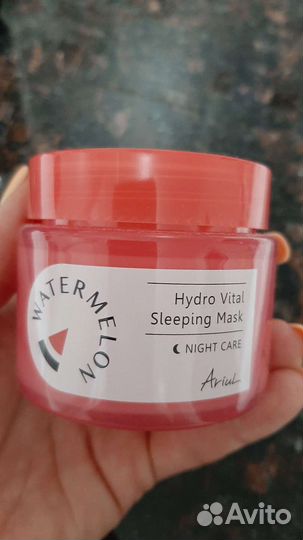 WATERMELON
Hydro Vital
Sleeping Mask
NIGHT CARE
Ariul
Avito